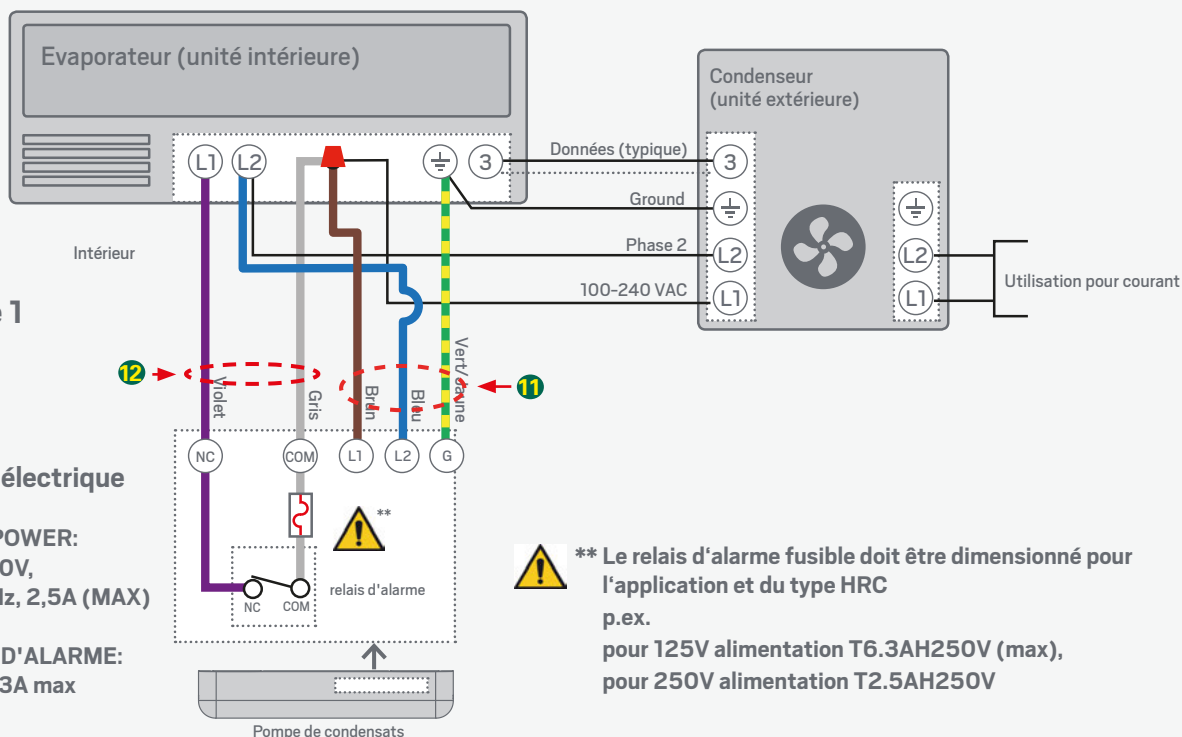 Evaporateur (unité intérieure)
Condenseur
(unité extérieure)
L1
L2
3
Données (typique)
3
Ground
Phase 2
L2
L2
100-240 VAC
L1
L1
Utilisation pour courant
Intérieur
1
12
11
Violet
Gris
Brun
Bleu
Vert/Jaune
NC
COM
L1
L2
G
électrique
POWER:
0V,
Hz, 2,5A (MAX)
D'ALARME:
3A max
**
NC
COM
relais d'alarme
Pompe de condensats
** Le relais d‘alarme fusible doit être dimensionné pour
l‘application et du type HRC
p.ex.
pour 125V alimentation T6.3AH250V (max),
pour 250V alimentation T2.5AH250V